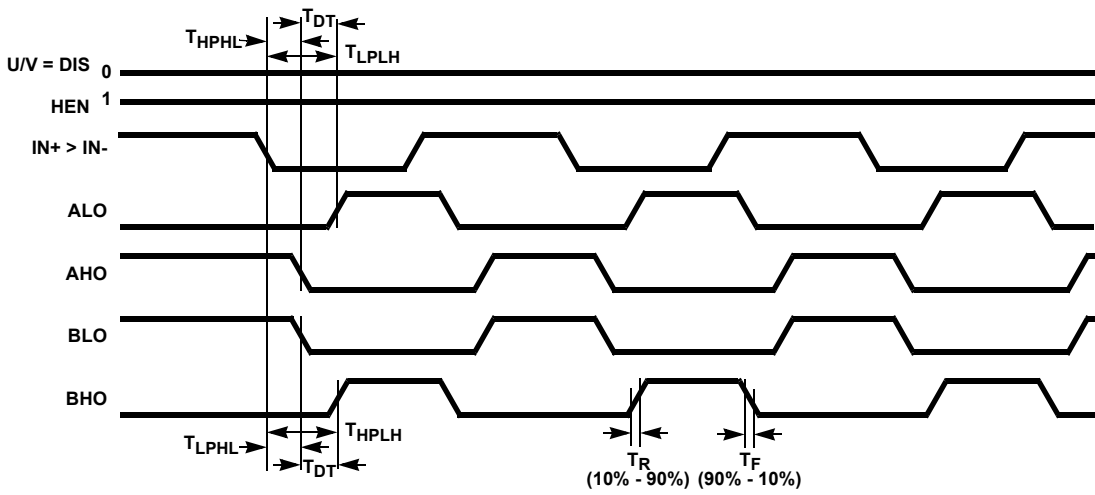 TDT
THPHL
TLPLH
U/V = DIS 0
HEN 1
IN+ > IN-
ALO
AHO
BLO
BHO
TLPHL
THPLH
TDT
TR
(10% - 90%)
TF
(90% - 10%)